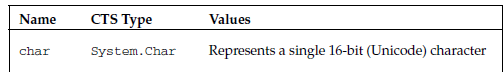 Name CTS Type Values
char System.Char Represents a single 16-bit (Unicode) character